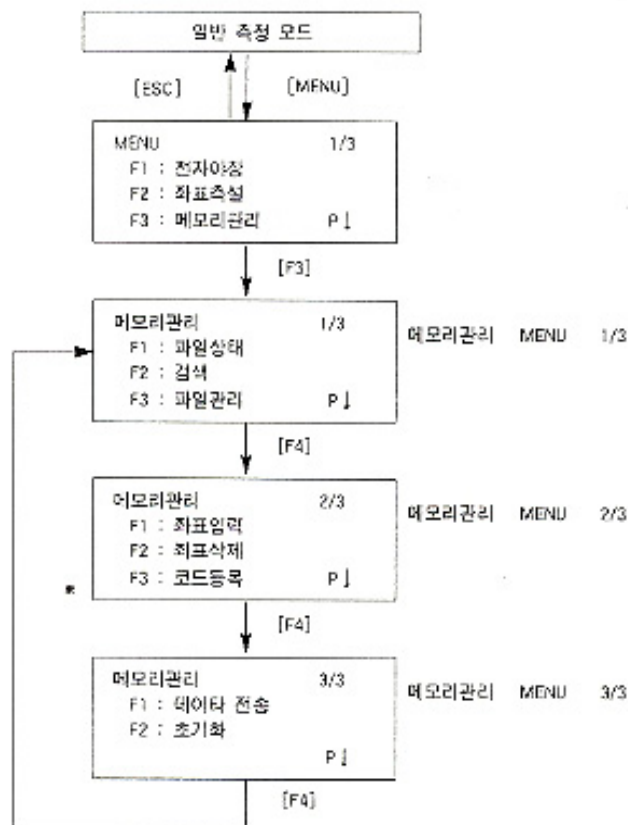 일반 측정 모드
[ESC] [MENU]
MENU 1/3
F1 : 전자야장
F2 : 좌표측설
F3 : 메모리관리 P↓
[F3]
메모리관리 1/3 메모리관리 MENU 1/3
F1 : 파일상태
F2 : 검색
F3 : 파일관리 P↓
[F4]
메모리관리 2/3 메모리관리 MENU 2/3
F1 : 좌표입력
F2 : 좌표삭제
F3 : 코드등록 P↓
*
[F4]
메모리관리 3/3 메모리관리 MENU 3/3
F1 : 데이타 전송
F2 : 초기화
P↓
[F4]